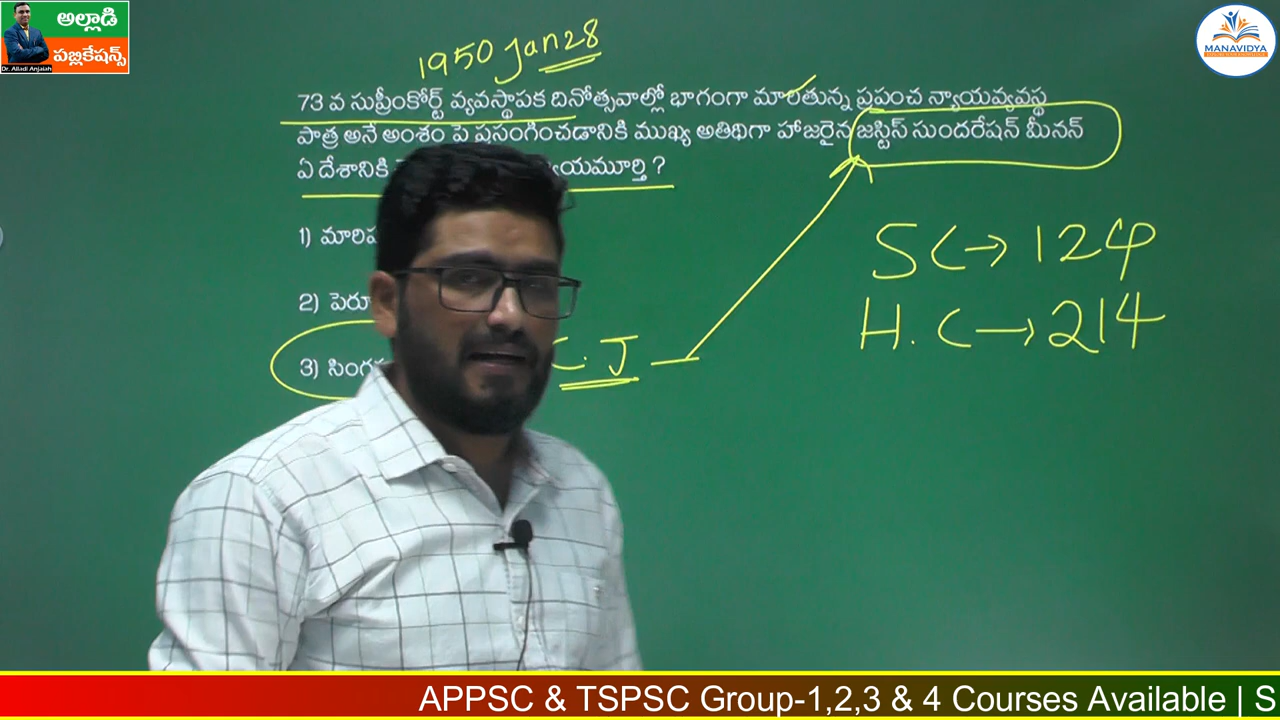 అల్లాడి
పబ్లికేషన్స్
Dr. Alladi Anjaiah
MANAVIDYA
1950 Jan 28
73 వ సుప్రీంకోర్ట్ వ్యవస్థాపక దినోత్సవాల్లో భాగంగా మారితున్న ప్రపంచ న్యాయవ్యవస్థ
పాత్ర అనే అంశం పై ప్రసంగించడానికి ముఖ్య అతిథిగా హాజరైన జస్టిస్ సుందరేషన్ మీనన్
ఏ దేశానికి
1)
SC → 124
2)
H.C → 214
3) C.J
APPSC & TSPSC Group-1,2,3 & 4 Courses Available | S